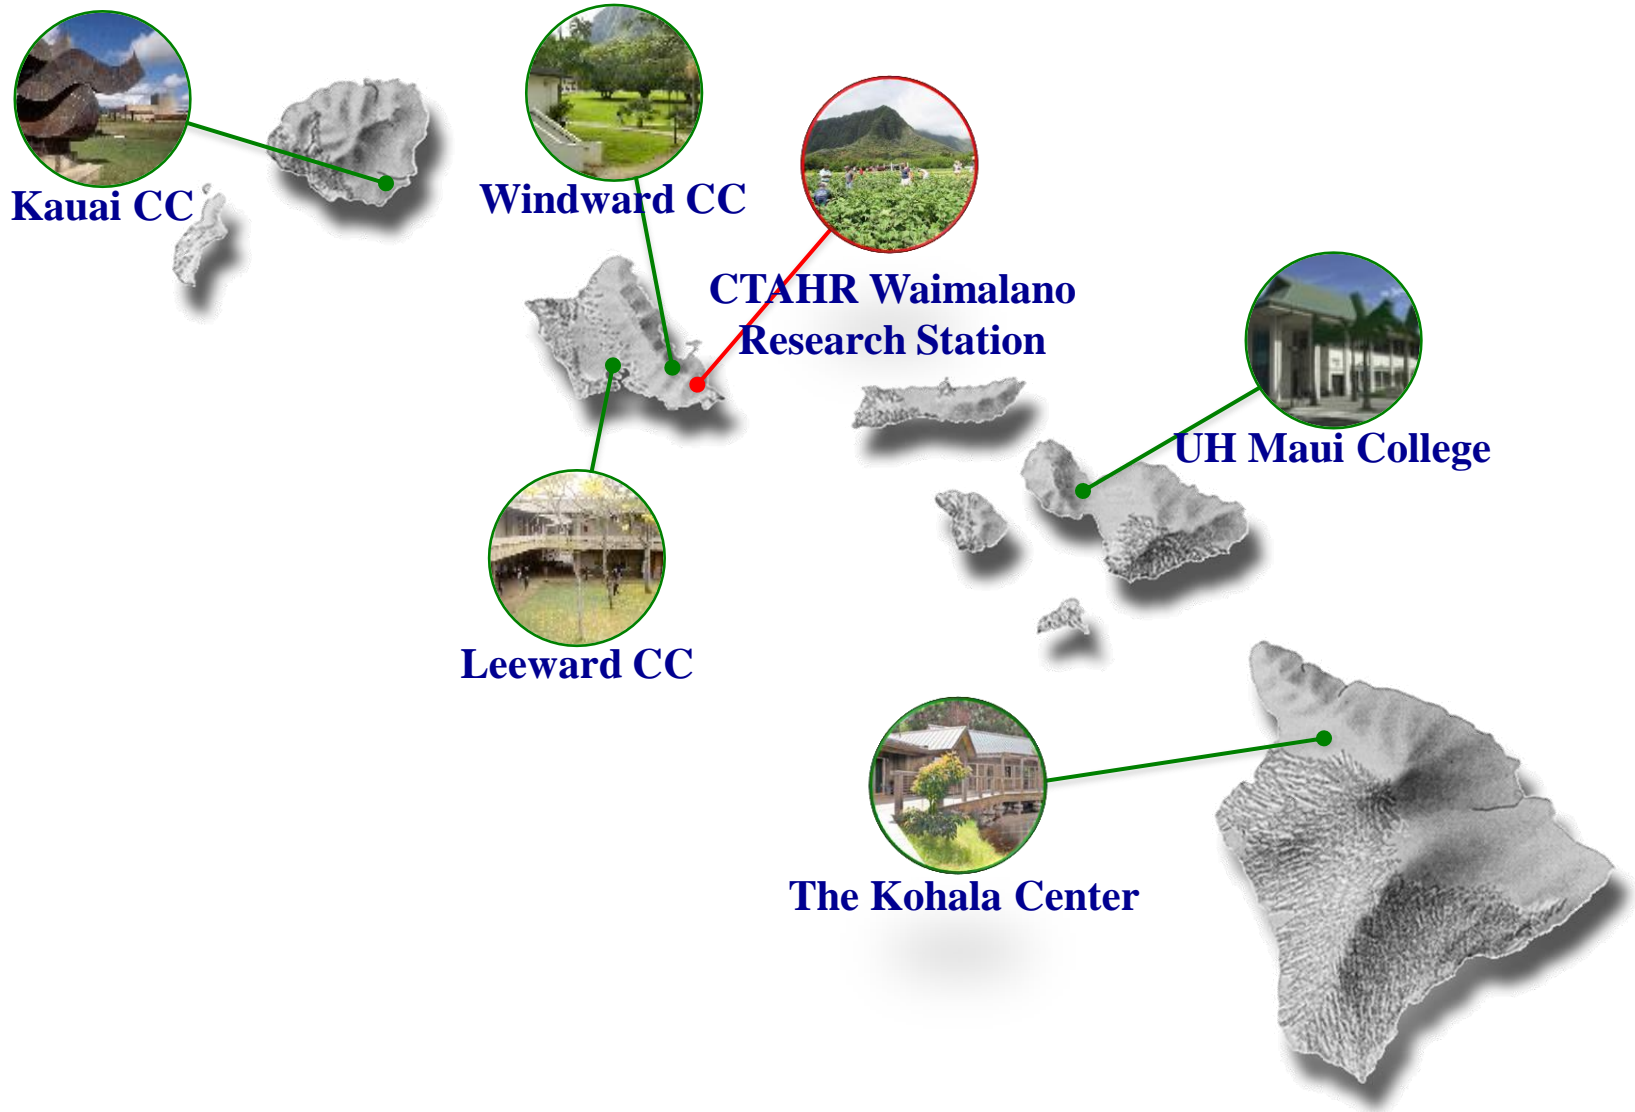 Kauai CC
Windward CC
CTAHR Waimalano
Research Station
UH Maui College
Leeward CC
The Kohala Center